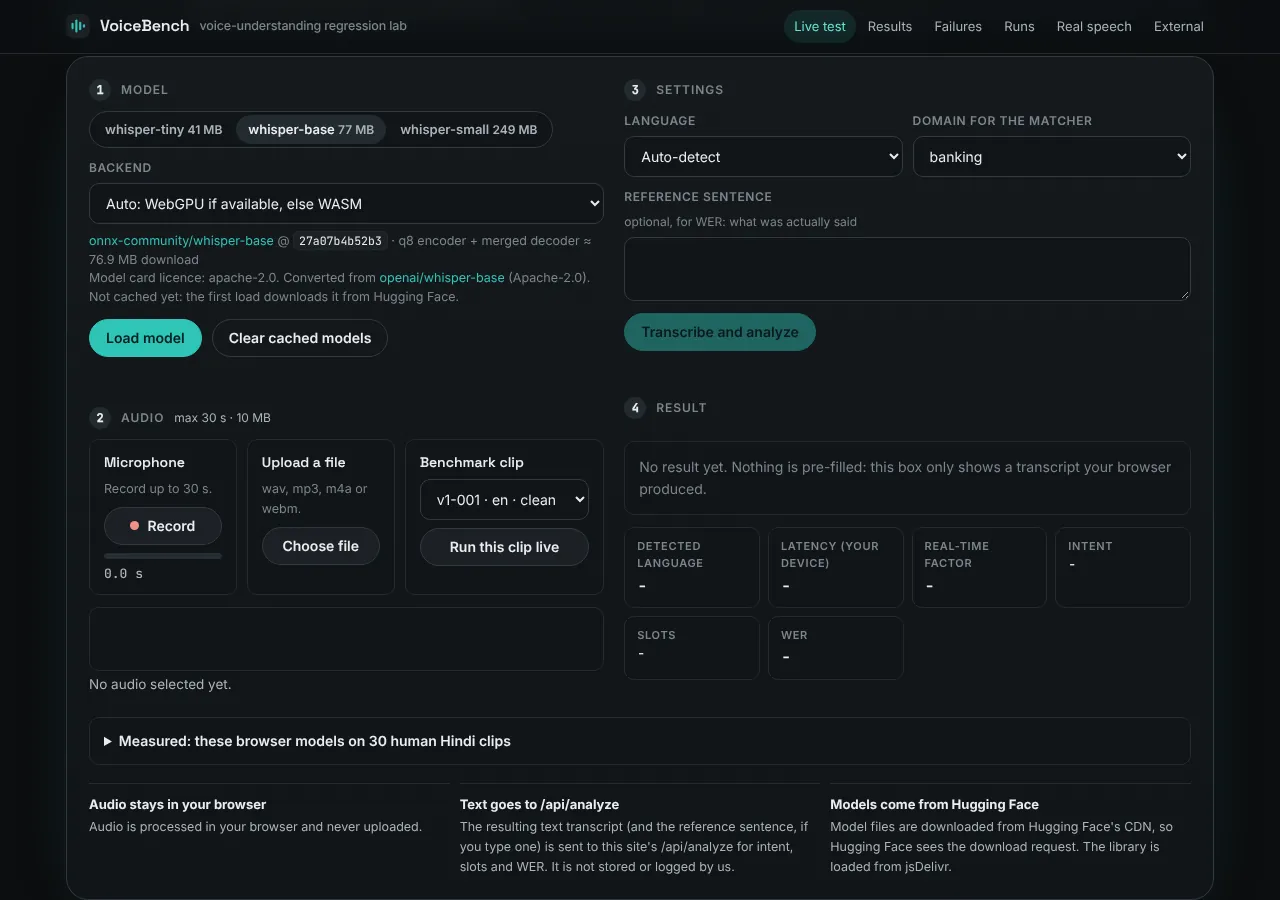 VoiceBench voice-understanding regression lab
Live test Results Failures Runs Real speech External
1 MODEL
whisper-tiny 41 MB whisper-base 77 MB whisper-small 249 MB
BACKEND
Auto: WebGPU if available, else WASM
onnx-community/whisper-base @ 27a07b4b52b3 · q8 encoder + merged decoder ≈
76.9 MB download
Model card licence: apache-2.0. Converted from openai/whisper-base (Apache-2.0).
Not cached yet: the first load downloads it from Hugging Face.
Load model Clear cached models
2 AUDIO max 30 s · 10 MB
Microphone
Record up to 30 s.
Record
0.0 s
Upload a file
wav, mp3, m4a or
webm.
Choose file
Benchmark clip
v1-001 · en · clean
Run this clip live
No audio selected yet.
3 SETTINGS
LANGUAGE
Auto-detect
DOMAIN FOR THE MATCHER
banking
REFERENCE SENTENCE
optional, for WER: what was actually said
Transcribe and analyze
4 RESULT
No result yet. Nothing is pre-filled: this box only shows a transcript your browser
produced.
DETECTED
LANGUAGE
-
LATENCY (YOUR
DEVICE)
-
REAL-TIME
FACTOR
-
INTENT
-
SLOTS
-
WER
-
Measured: these browser models on 30 human Hindi clips
Audio stays in your browser
Audio is processed in your browser and never uploaded.
Text goes to /api/analyze
The resulting text transcript (and the reference sentence, if
you type one) is sent to this site's /api/analyze for intent,
slots and WER. It is not stored or logged by us.
Models come from Hugging Face
Model files are downloaded from Hugging Face's CDN, so
Hugging Face sees the download request. The library is
loaded from jsDelivr.